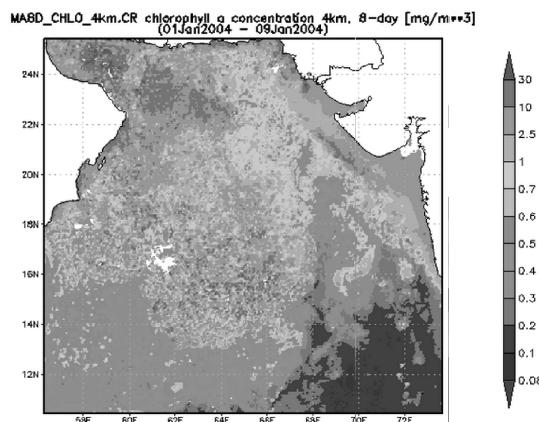 MA8D_CHLO_4km.CR chlorophyll a concentration 4km, 8-day [mg/m**3]
(01Jan2004 - 09Jan2004)
24N
22N
20N
18N
16N
14N
12N
58E 60E 62E 64E 66E 68E 70E 72E
30
10
2.5
1
0.7
0.6
0.5
0.4
0.3
0.2
0.1
0.08